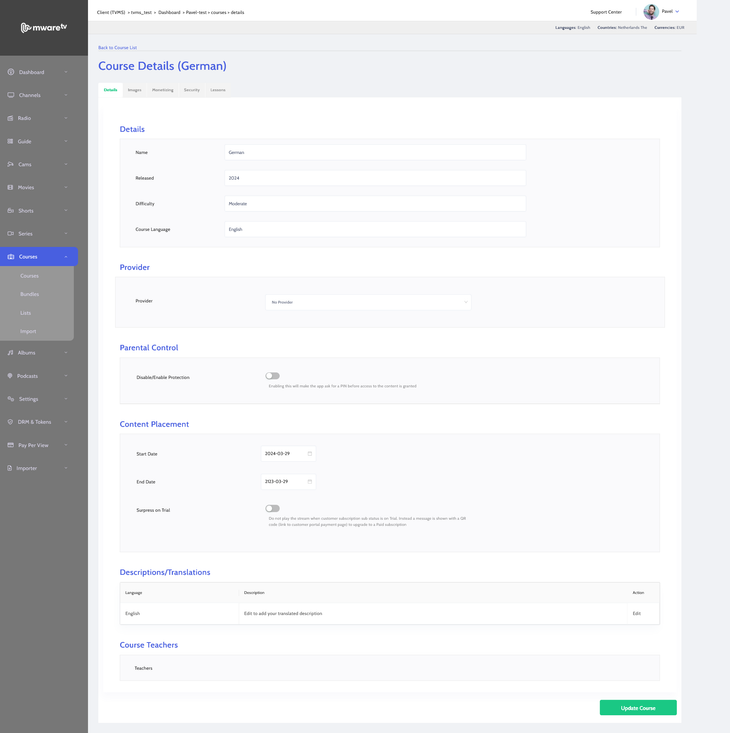 mwaretv
Client (TVMS) > tvms_test > Dashboard > Pavel-test > courses > details
Support Center
Pavel
Languages: English Countries: Netherlands The Currencies: EUR
Dashboard
Channels
Radio
Guide
Cams
Movies
Shorts
Series
Courses
Courses
Bundles
Lists
Import
Albums
Podcasts
Settings
DRM & Tokens
Pay Per View
Importer
Back to Course List
Course Details (German)
Details Images Monetizing Security Lessons
Details
Name German
Released 2024
Difficulty Moderate
Course Language English
Provider
Provider No Provider
Parental Control
Disable/Enable Protection
Enabling this will make the app ask for a PIN before access to the content is granted.
Content Placement
Start Date 2024-03-29
End Date 2123-03-29
Surpress on Trial
Do not play the stream when customer subscription sub status is on Trial. Instead a message is shown with a QR
code (link to customer portal payment page) to upgrade to a Paid subscription.
Descriptions/Translations
Language Description Action
English Edit to add your translated description Edit
Course Teachers
Teachers
Update Course